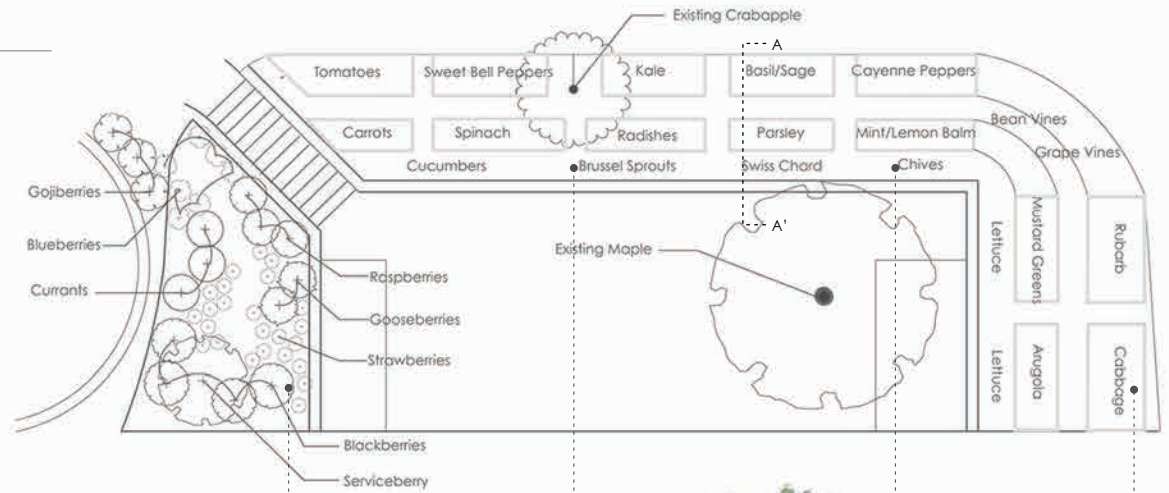 Existing Crabapple
A
Tomatoes
Sweet Bell Peppers
Kale
Basil/Sage
Cayenne Peppers
Bean Vines
Grape Vines
Carrots
Spinach
Radishes
Parsley
Mint/Lemon Balm
Cucumbers
Brussel Sprouts
Swiss Chard
Chives
Gojiberries
Blueberries
Currants
Raspberries
Gooseberries
Strawberries
Blackberries
Serviceberry
A'
Existing Maple
Lettuce
Mustard Greens
Rubarb
Lettuce
Arugola
Cabbage